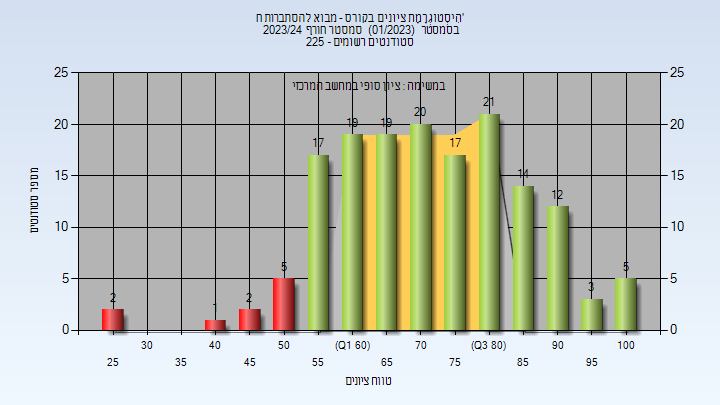 היסטוגרמת ציונים בקורס - מבוא להסתברות ח'
בסמסטר (01/2023) סמסטר חורף 2023/24
סטודנטים רשומים - 225
במשימה : ציון סופי במחשב המרכזי
25 25
20 20
15 15
10 10
5 5
0 0
מספר סטודנטים
2 1 2 5 17 19 19 20 17 21 14 12 3 5
30 40 50 (Q1 60) 70 (Q3 80) 90 100
25 35 45 55 65 75 85 95
טווח ציונים